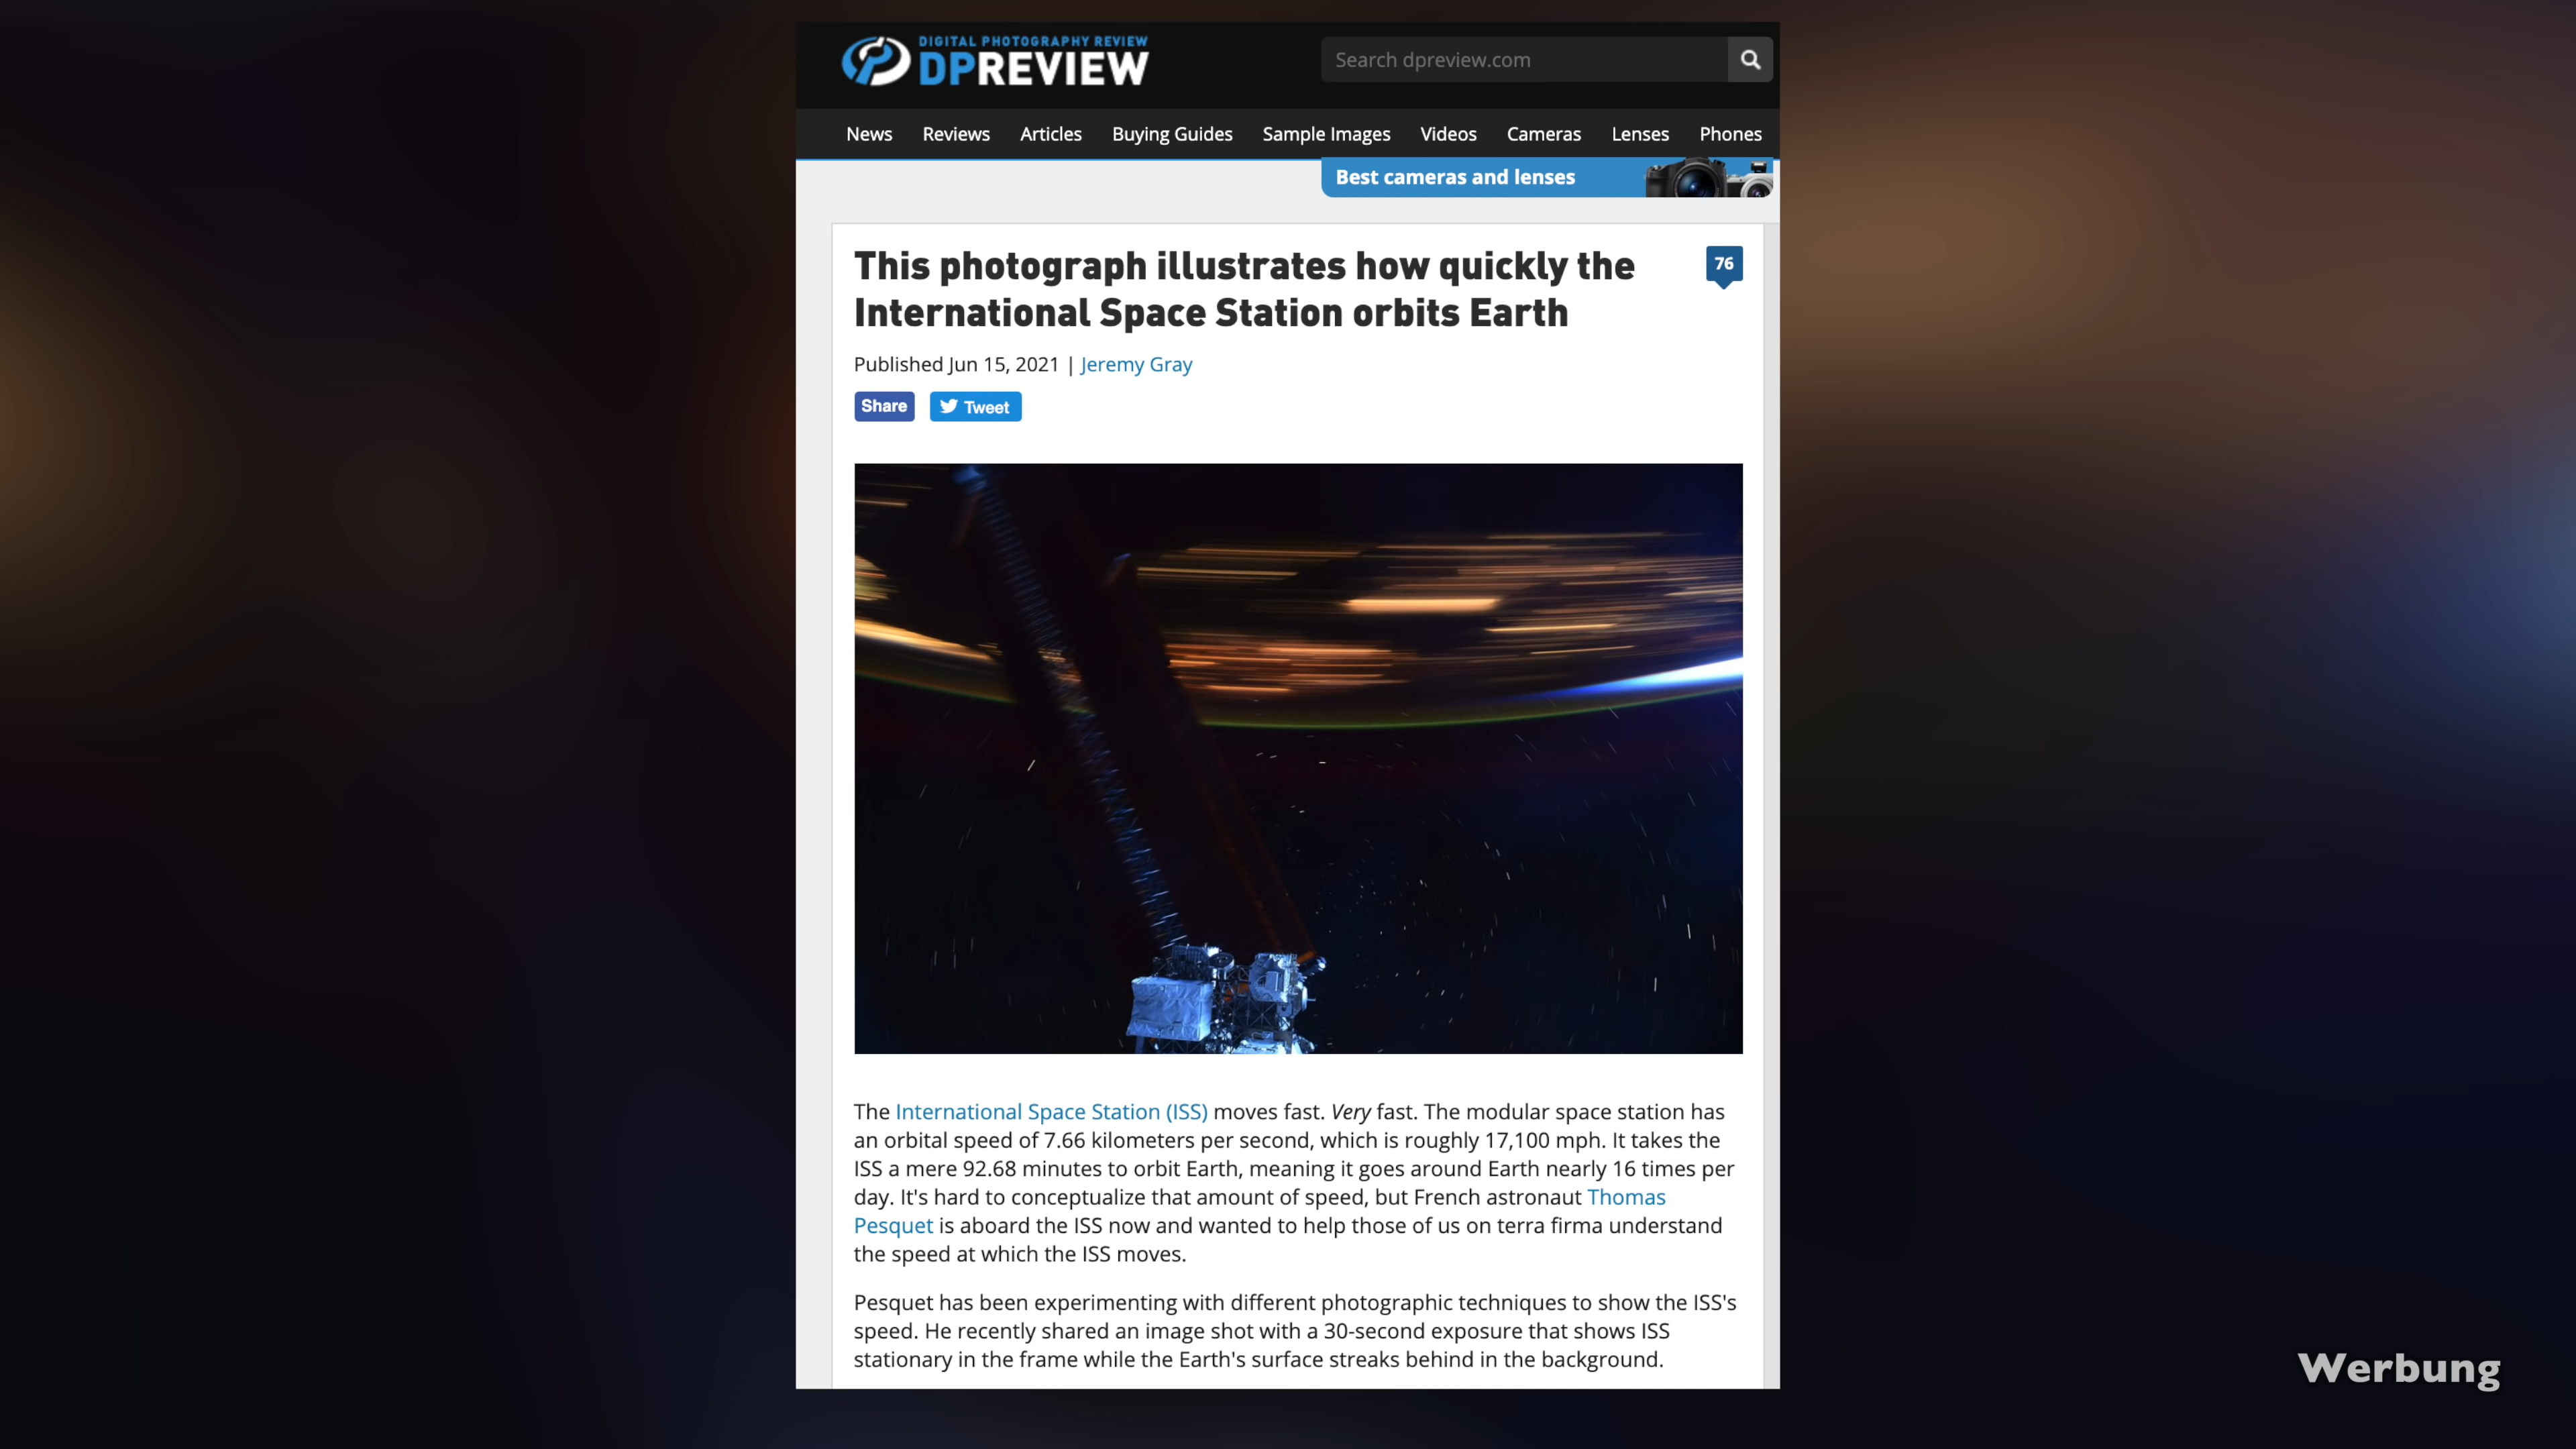 DIGITAL PHOTOGRAPHY REVIEW
DPREVIEW
Search dpreview.com
News Reviews Articles Buying Guides Sample Images Videos Cameras Lenses Phones
Best cameras and lenses
This photograph illustrates how quickly the
International Space Station orbits Earth
76
Published Jun 15, 2021 | Jeremy Gray
Share Tweet
The International Space Station (ISS) moves fast. Very fast. The modular space station has
an orbital speed of 7.66 kilometers per second, which is roughly 17,100 mph. It takes the
ISS a mere 92.68 minutes to orbit Earth, meaning it goes around Earth nearly 16 times per
day. It's hard to conceptualize that amount of speed, but French astronaut Thomas
Pesquet is aboard the ISS now and wanted to help those of us on terra firma understand
the speed at which the ISS moves.
Pesquet has been experimenting with different photographic techniques to show the ISS's
speed. He recently shared an image shot with a 30-second exposure that shows ISS
stationary in the frame while the Earth's surface streaks behind in the background.
Werbung